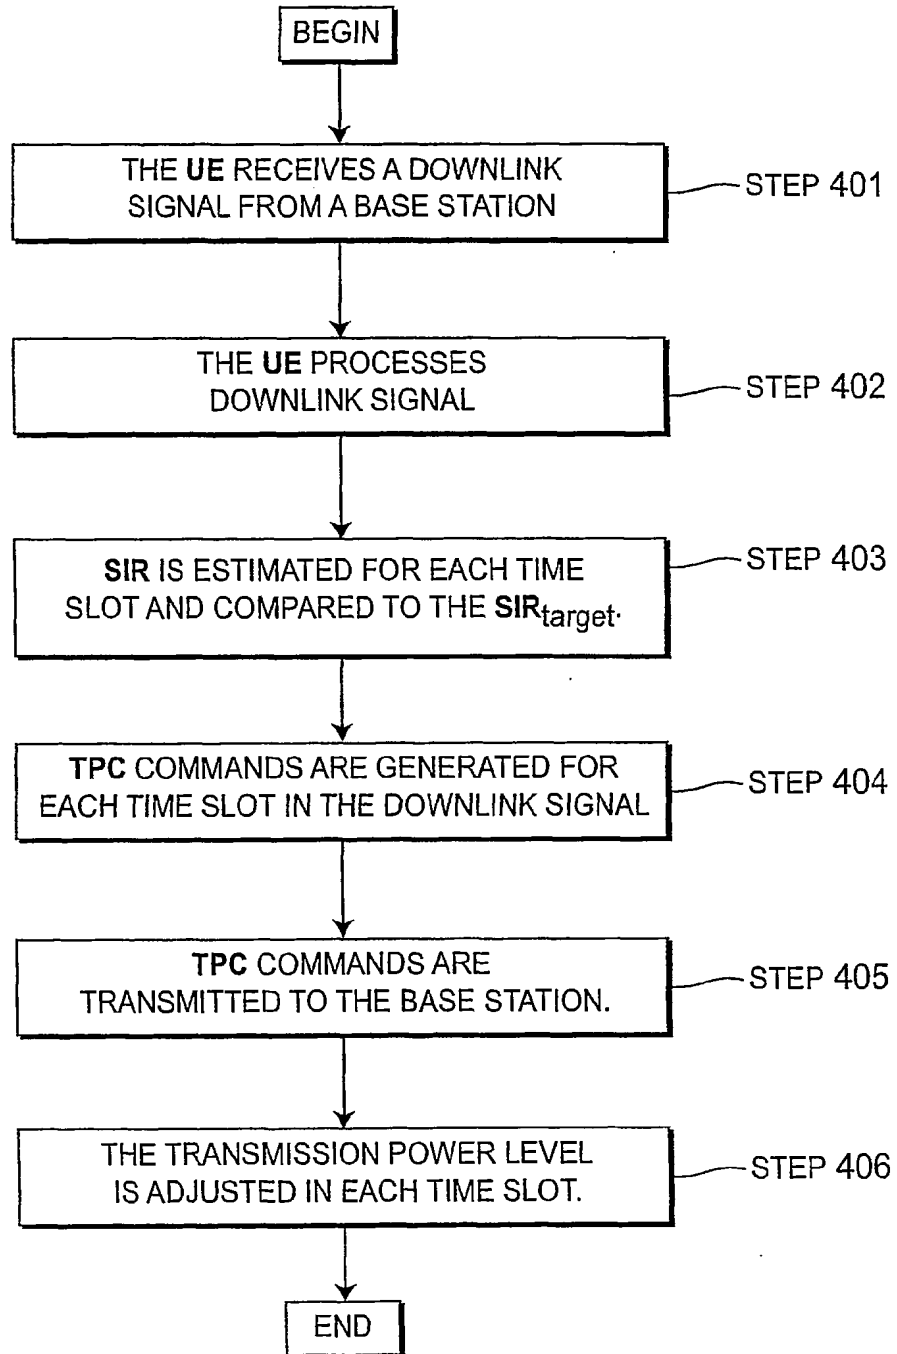 BEGIN
THE UE RECEIVES A DOWNLINK
SIGNAL FROM A BASE STATION
STEP 401
THE UE PROCESSES
DOWNLINK SIGNAL
STEP 402
SIR IS ESTIMATED FOR EACH TIME
SLOT AND COMPARED TO THE SIRtarget.
STEP 403
TPC COMMANDS ARE GENERATED FOR
EACH TIME SLOT IN THE DOWNLINK SIGNAL
STEP 404
TPC COMMANDS ARE
TRANSMITTED TO THE BASE STATION.
STEP 405
THE TRANSMISSION POWER LEVEL
IS ADJUSTED IN EACH TIME SLOT.
STEP 406
END